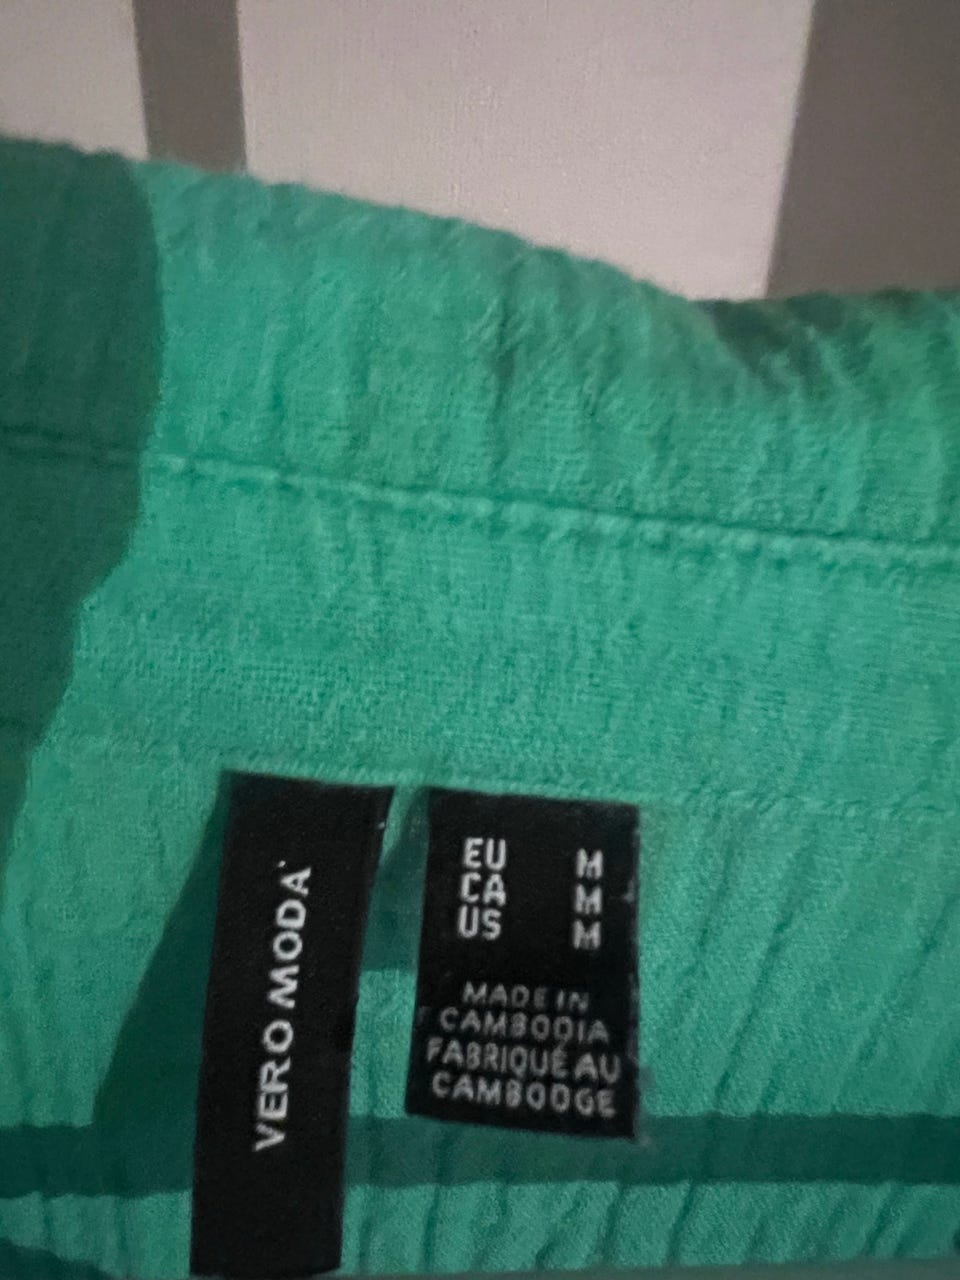 VERO MODA
EU M
CA M
US M
MADE IN
CAMBODIA
FABRIQUÉ AU
CAMBODGE